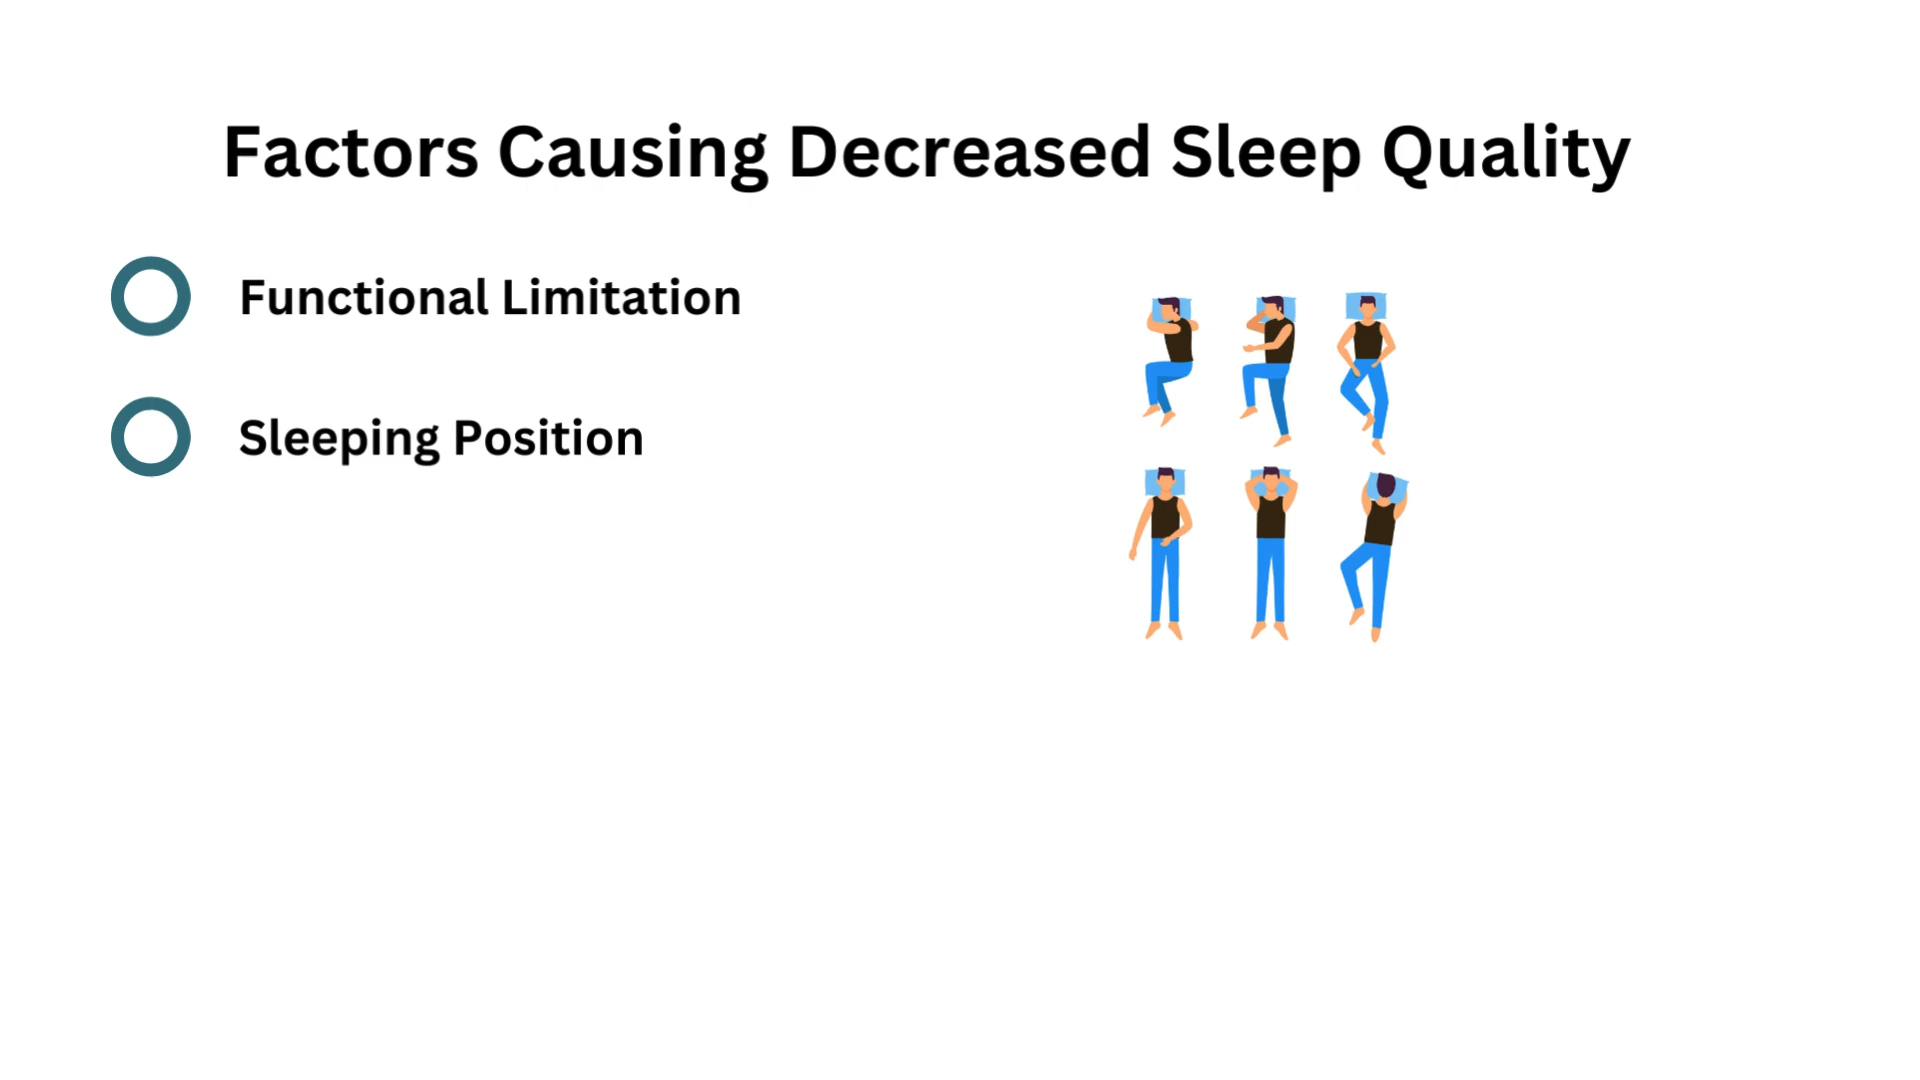 Factors Causing Decreased Sleep Quality
Functional Limitation
Sleeping Position